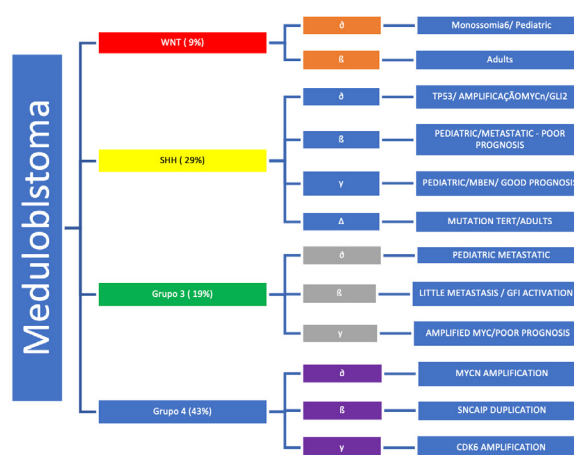 Meduloblstoma
WNT ( 9%)
ð
Monossomia6/ Pediatric
ß
Adults
SHH ( 29%)
ð
TP53/ AMPLIFICAÇÃOMYCn/GLI2
ß
PEDIATRIC/METASTATIC - POOR
PROGNOSIS
y
PEDIATRIC/MBEN/ GOOD PROGNOSIS
Δ
MUTATION TERT/ADULTS
Grupo 3 (19%)
ð
PEDIATRIC METASTATIC
ß
LITTLE METASTASIS / GFI ACTIVATION
y
AMPLIFIED MYC/POOR PROGNOSIS
Grupo 4 (43%)
ð
MYCN AMPLIFICATION
ß
SNCAIP DUPLICATION
y
CDK6 AMPLIFICATION